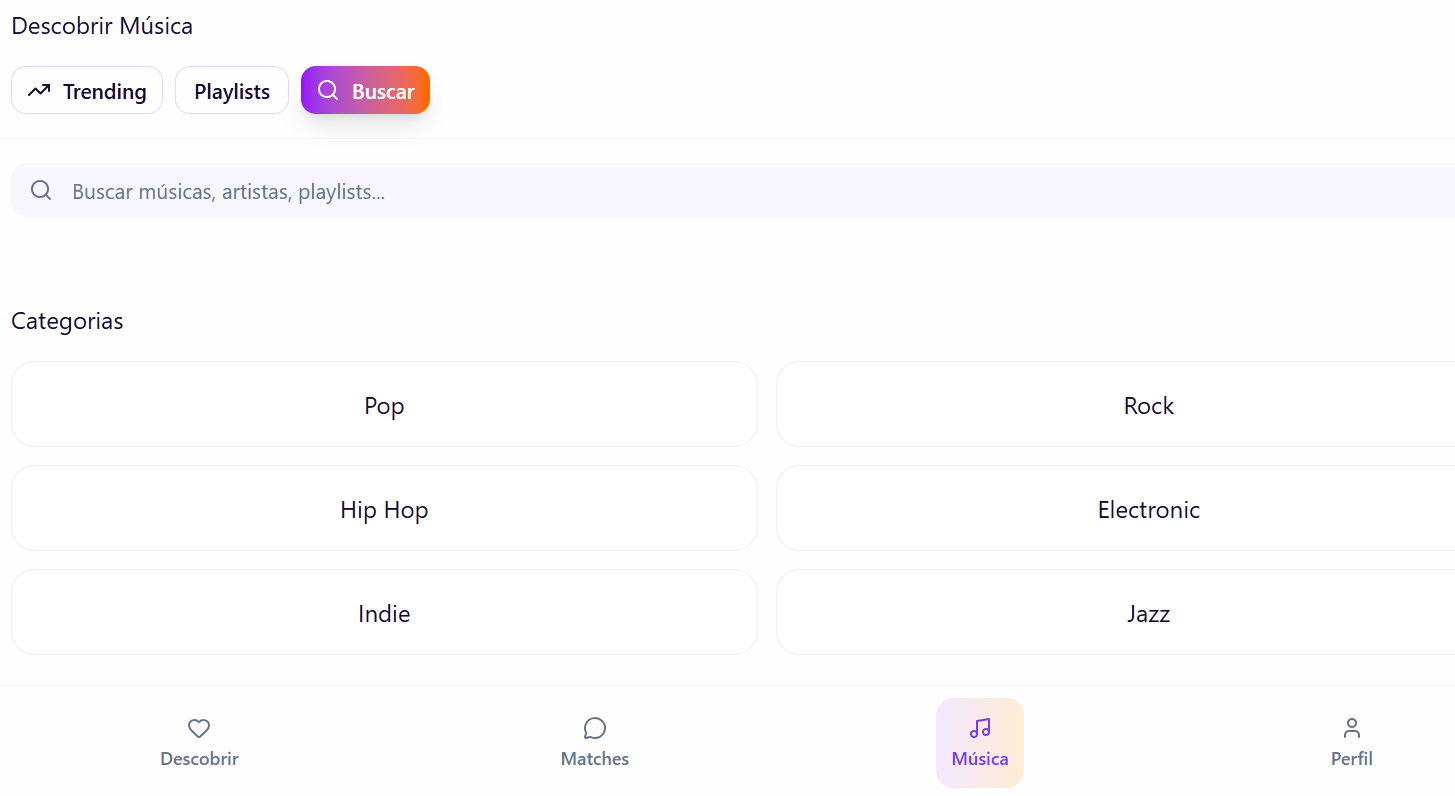 Descobrir Música
Trending Playlists Buscar
Buscar músicas, artistas, playlists...
Categorias
Pop Rock
Hip Hop Electronic
Indie Jazz
Descobrir Matches Música Perfil